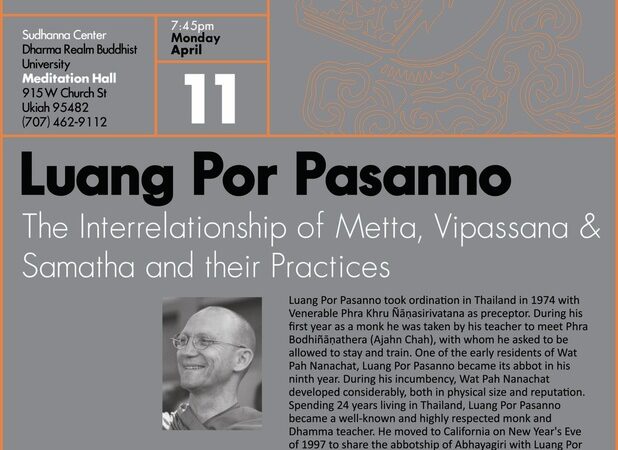 Sudhanna Center
Dharma Realm Buddhist
University
Meditation Hall
915 W Church St
Ukiah 95482
(707) 462-9112
7:45pm
Monday
April
11
Luang Por Pasanno
The Interrelationship of Metta, Vipassana &
Samatha and their Practices
Luang Por Pasanno took ordination in Thailand in 1974 with
Venerable Phra Khru Ñāṇasirivatana as preceptor. During his
first year as a monk he was taken by his teacher to meet Phra
Bodhiñāṇathera (Ajahn Chah), with whom he asked to be
allowed to stay and train. One of the early residents of Wat
Pah Nanachat, Luang Por Pasanno became its abbot in his
ninth year. During his incumbency, Wat Pah Nanachat
developed considerably, both in physical size and reputation.
Spending 24 years living in Thailand, Luang Por Pasanno
became a well-known and highly respected monk and
Dhamma teacher. He moved to California on New Year's Eve
of 1997 to share the abbotship of Abhayagiri with Luang Por